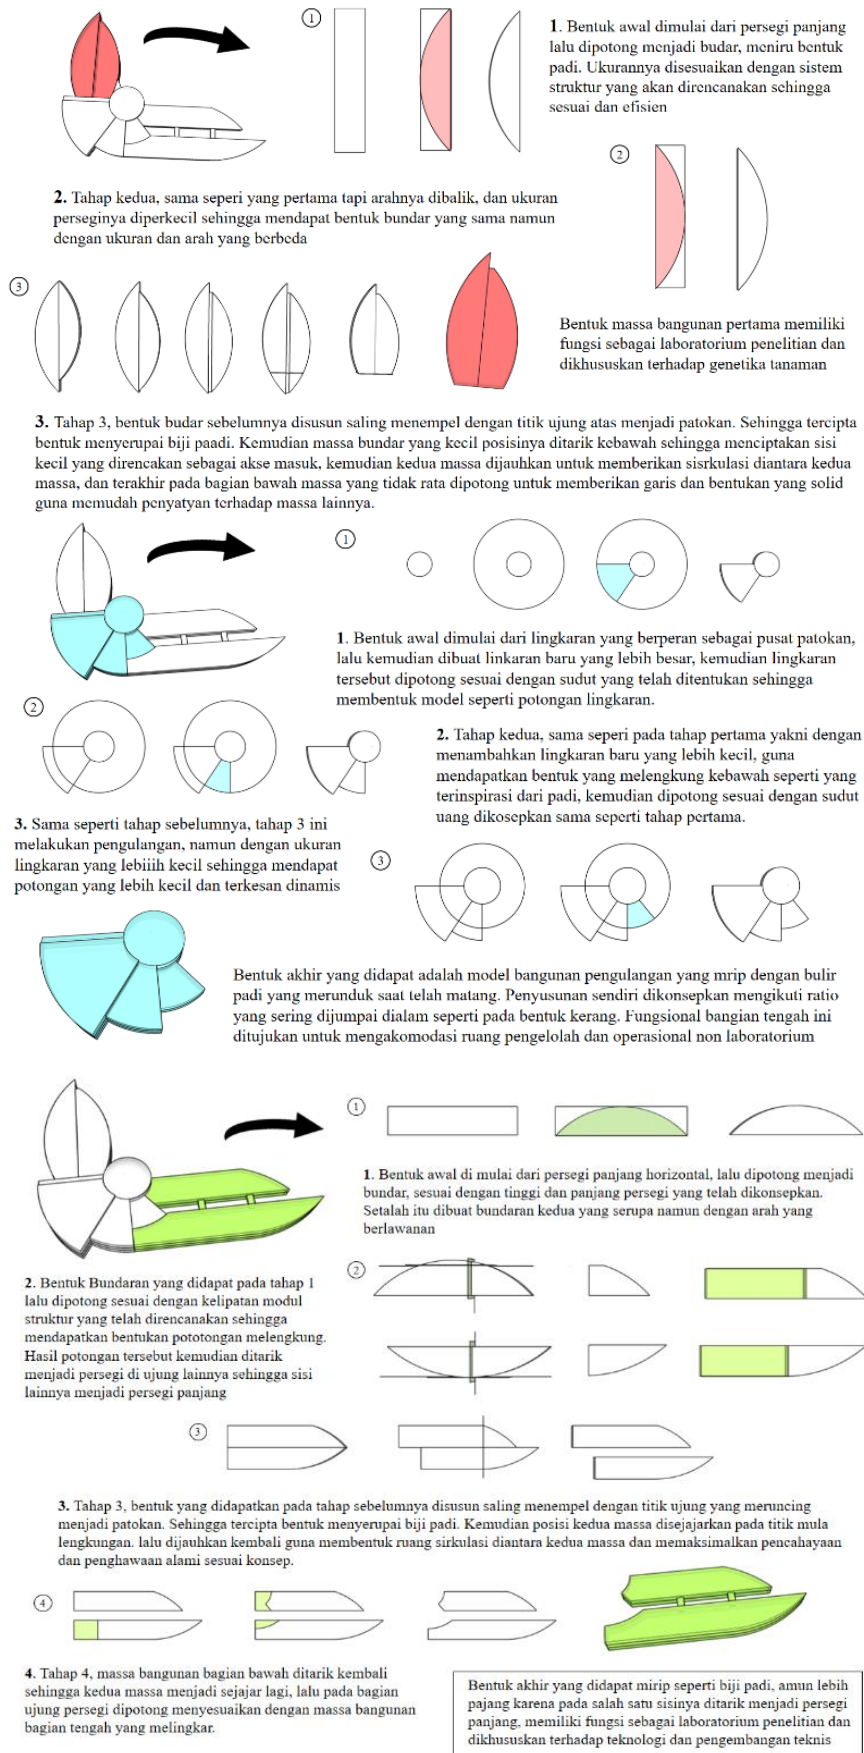 ①
1. Bentuk awal dimulai dari persegi panjang
lalu dipotong menjadi budar, meniru bentuk
padi. Ukurannya disesuaikan dengan sistem
struktur yang akan direncanakan sehingga
sesuai dan efisien
②
2. Tahap kedua, sama seperi yang pertama tapi arahnya dibalik, dan ukuran
perseginya diperkecil sehingga mendapat bentuk bundar yang sama namun
dengan ukuran dan arah yang berbeda
③
Bentuk massa bangunan pertama memiliki
fungsi sebagai laboratorium penelitian dan
dikhususkan terhadap genetika tanaman
3. Tahap 3, bentuk budar sebelumnya disusun saling menempel dengan titik ujung atas menjadi patokan. Sehingga tercipta
bentuk menyerupai biji paadi. Kemudian massa bundar yang kecil posisinya ditarik kebawah sehingga menciptakan sisi
kecil yang direncakan sebagai akse masuk, kemudian kedua massa dijauhkan untuk memberikan sisrkulasi diantara kedua
massa, dan terakhir pada bagian bawah massa yang tidak rata dipotong untuk memberikan garis dan bentukan yang solid
guna memudah penyatyan terhadap massa lainnya.
①
1. Bentuk awal dimulai dari lingkaran yang berperan sebagai pusat patokan,
lalu kemudian dibuat linkaran baru yang lebih besar, kemudian lingkaran
tersebut dipotong sesuai dengan sudut yang telah ditentukan sehingga
membentuk model seperti potongan lingkaran.
②
2. Tahap kedua, sama seperi pada tahap pertama yakni dengan
menambahkan lingkaran baru yang lebih kecil, guna
mendapatkan bentuk yang melengkung kebawah seperti yang
terinspirasi dari padi, kemudian dipotong sesuai dengan sudut
uang dikosepkan sama seperti tahap pertama.
3. Sama seperti tahap sebelumnya, tahap 3 ini
melakukan pengulangan, namun dengan ukuran
lingkaran yang lebiiih kecil sehingga mendapat
potongan yang lebih kecil dan terkesan dinamis
③
Bentuk akhir yang didapat adalah model bangunan pengulangan yang mrip dengan bulir
padi yang merunduk saat telah matang. Penyusunan sendiri dikonsepkan mengikuti ratio
yang sering dijumpai dialam seperti pada bentuk kerang. Fungsional bangian tengah ini
ditujukan untuk mengakomodasi ruang pengelolah dan operasional non laboratorium
①
1. Bentuk awal di mulai dari persegi panjang horizontal, lalu dipotong menjadi
bundar, sesuai dengan tinggi dan panjang persegi yang telah dikonsepkan.
Setalah itu dibuat bundaran kedua yang serupa namun dengan arah yang
berlawanan
②
2. Bentuk Bundaran yang didapat pada tahap 1
lalu dipotong sesuai dengan kelipatan modul
struktur yang telah direncanakan sehingga
mendapatkan bentukan pototongan melengkung.
Hasil potongan tersebut kemudian ditarik
menjadi persegi di ujung lainnya sehingga sisi
lainnya menjadi persegi panjang
③
3. Tahap 3, bentuk yang didapatkan pada tahap sebelumnya disusun saling menempel dengan titik ujung yang meruncing
menjadi patokan. Sehingga tercipta bentuk menyerupai biji padi. Kemudian posisi kedua massa disejajarkan pada titik mula
lengkungan. lalu dijauhkan kembali guna membentuk ruang sirkulasi diantara kedua massa dan memaksimalkan pencahayaan
dan penghawaan alami sesuai konsep.
④
4. Tahap 4, massa bangunan bagian bawah ditarik kembali
sehingga kedua massa menjadi sejajar lagi, lalu pada bagian
ujung persegi dipotong menyesuaikan dengan massa bangunan
bagian tengah yang melingkar.
Bentuk akhir yang didapat mirip seperti biji padi, amun lebih
pajang karena pada salah satu sisinya ditarik menjadi persegi
panjang, memiliki fungsi sebagai laboratorium penelitian dan
dikhususkan terhadap teknologi dan pengembangan teknis